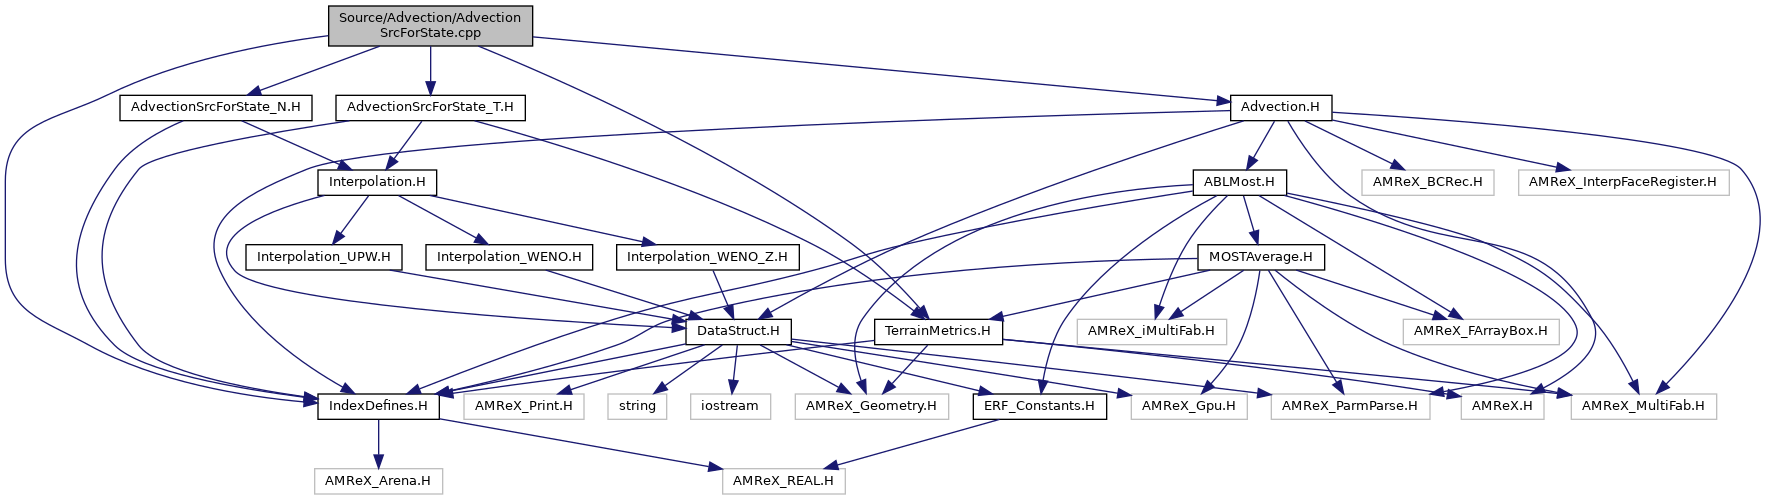 Source/Advection/Advection
SrcForState.cpp
AdvectionSrcForState_N.H
AdvectionSrcForState_T.H
Advection.H
Interpolation.H
ABLMost.H
AMReX_BCRec.H
AMReX_InterpFaceRegister.H
Interpolation_UPW.H
Interpolation_WENO.H
Interpolation_WENO_Z.H
MOSTAverage.H
DataStruct.H
TerrainMetrics.H
AMReX_iMultiFab.H
AMReX_FArrayBox.H
IndexDefines.H
AMReX_Print.H
string
iostream
AMReX_Geometry.H
ERF_Constants.H
AMReX_Gpu.H
AMReX_ParmParse.H
AMReX.H
AMReX_MultiFab.H
AMReX_Arena.H
AMReX_REAL.H